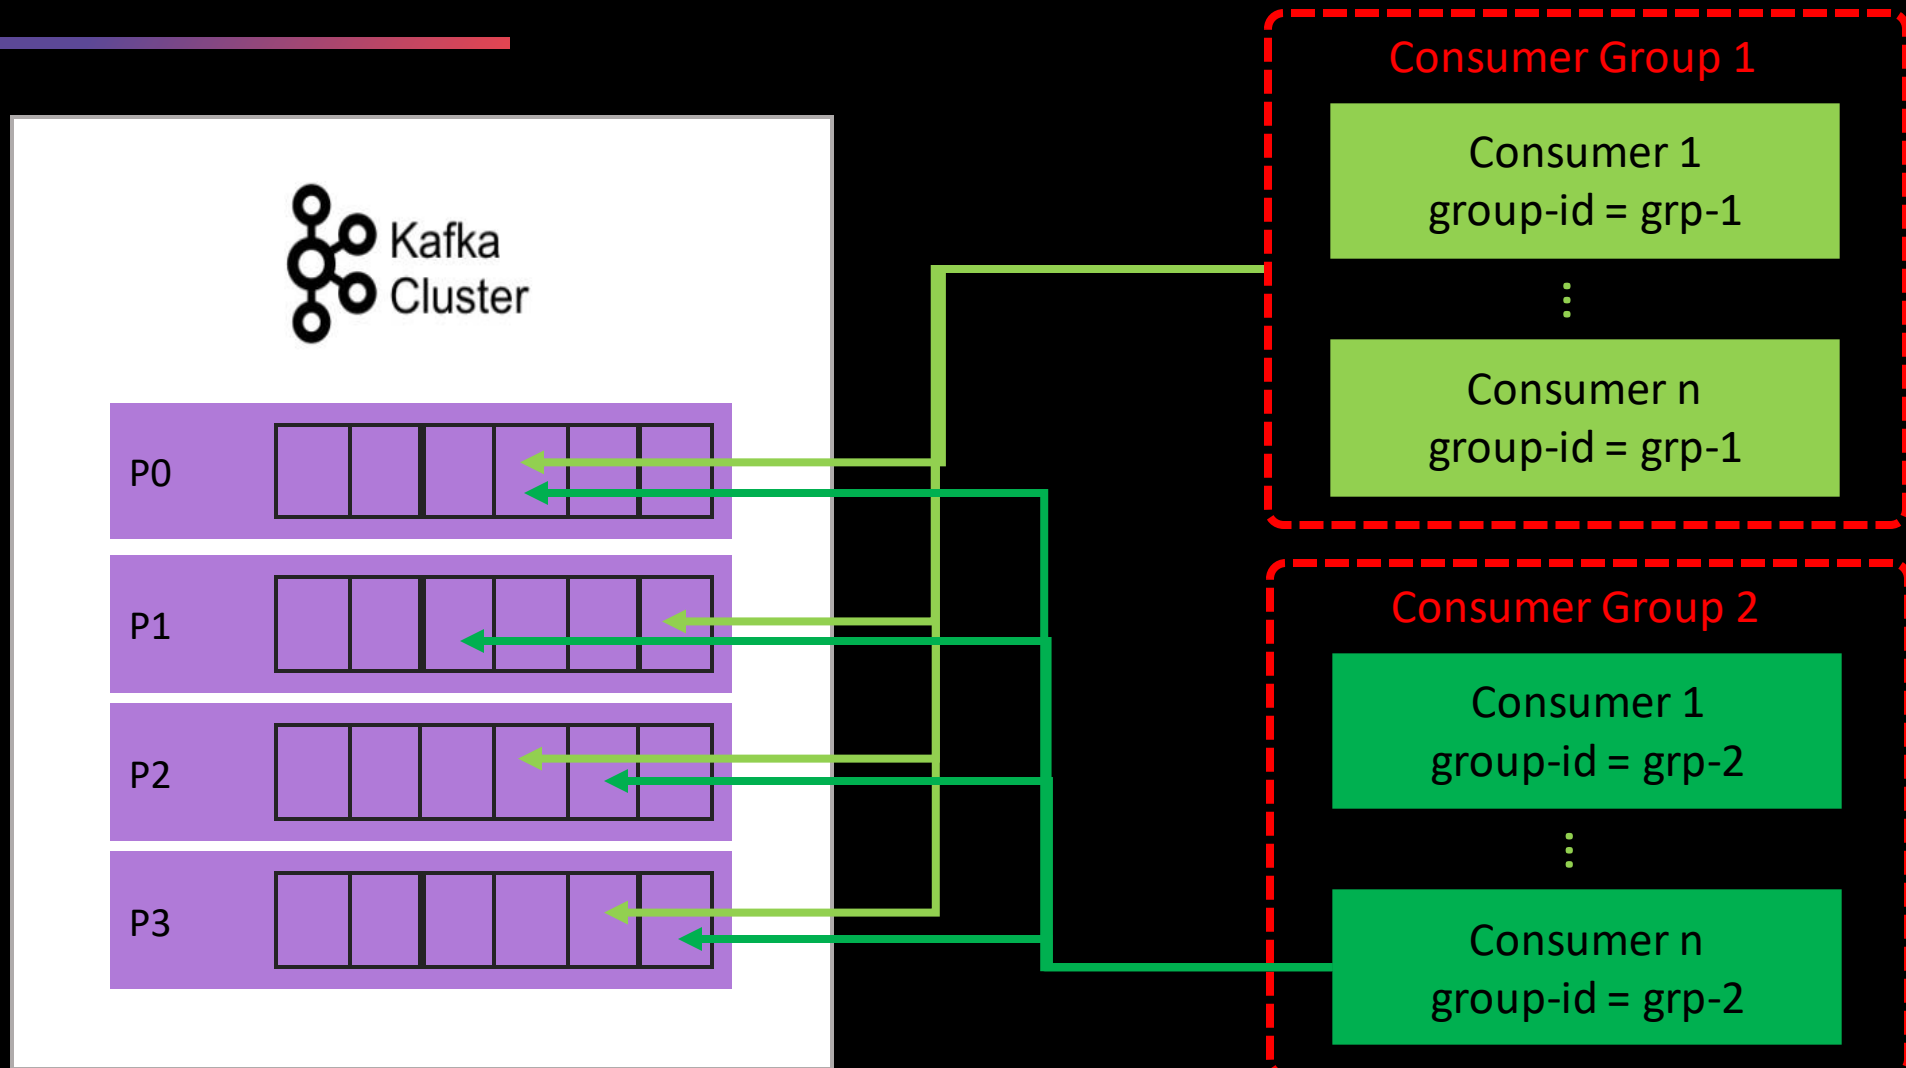 Kafka
Cluster
P0
P1
P2
P3
Consumer Group 1
Consumer 1
group-id = grp-1
...
Consumer n
group-id = grp-1
Consumer Group 2
Consumer 1
group-id = grp-2
...
Consumer n
group-id = grp-2